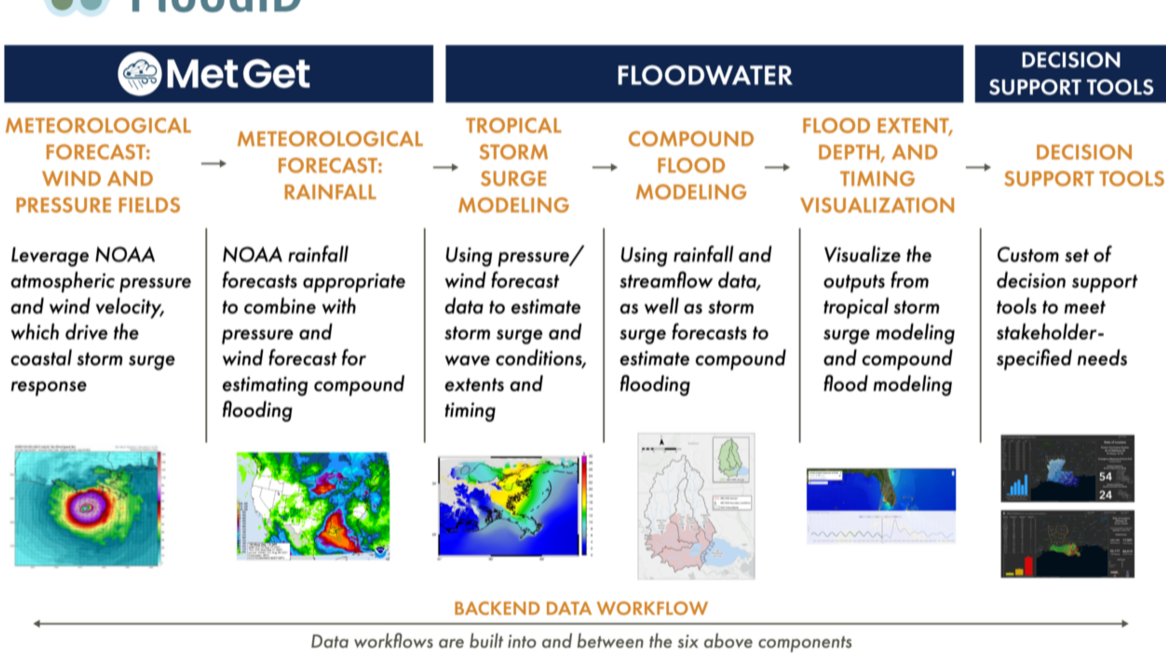 FloodID
MetGet
FLOODWATER
DECISION
SUPPORT TOOLS
METEOROLOGICAL
FORECAST:
WIND AND
PRESSURE FIELDS
METEOROLOGICAL
FORECAST:
RAINFALL
TROPICAL
STORM
SURGE
MODELING
COMPOUND
FLOOD
MODELING
FLOOD EXTENT,
DEPTH, AND
TIMING
VISUALIZATION
DECISION
SUPPORT TOOLS
Leverage NOAA
atmospheric pressure
and wind velocity,
which drive the
coastal storm surge
response
NOAA rainfall
forecasts appropriate
to combine with
pressure and
wind forecast for
estimating compound
flooding
Using pressure/
wind forecast
data to estimate
storm surge and
wave conditions,
extents and
timing
Using rainfall and
streamflow data,
as well as storm
surge forecasts to
estimate compound
flooding
Visualize the
outputs from
tropical storm
surge modeling
and compound
flood modeling
Custom set of
decision support
tools to meet
stakeholder-
specified needs
54
24
BACKEND DATA WORKFLOW
Data workflows are built into and between the six above components